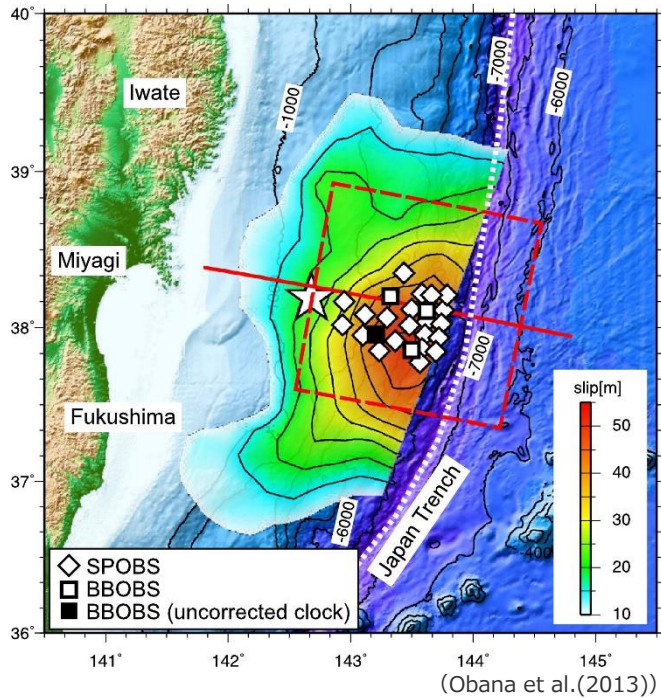 40°
39°
38°
37°
36°
141°
142°
143°
144°
145°
Iwate
Miyagi
Fukushima
-1000
-7000
-6000
-7000
-6000
Japan Trench
slip[m]
50
40
30
20
10
SPOBS
BBOBS
BBOBS (uncorrected clock)
(Obana et al.(2013))